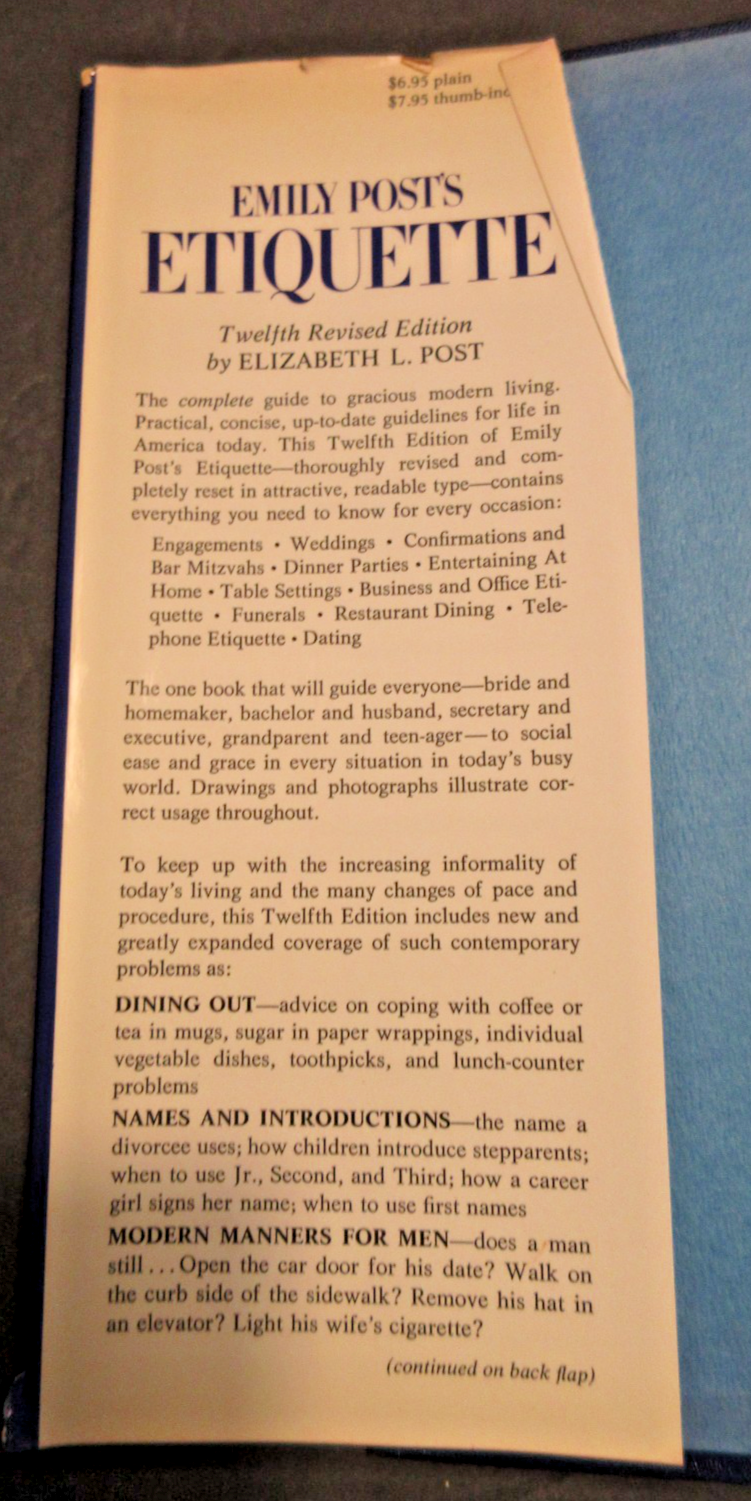 $6.95 plain
$7.95 thumb-inc
EMILY POST'S
ETIQUETTE
Twelfth Revised Edition
by ELIZABETH L. POST
The complete guide to gracious modern living.
Practical, concise, up-to-date guidelines for life in
America today. This Twelfth Edition of Emily
Post's Etiquette—thoroughly revised and com-
pletely reset in attractive, readable type—contains
everything you need to know for every occasion:
Engagements • Weddings • Confirmations and
Bar Mitzvahs • Dinner Parties • Entertaining At
Home • Table Settings • Business and Office Eti-
quette • Funerals • Restaurant Dining • Tele-
phone Etiquette • Dating
The one book that will guide everyone—bride and
homemaker, bachelor and husband, secretary and
executive, grandparent and teen-ager—to social
ease and grace in every situation in today's busy
world. Drawings and photographs illustrate cor-
rect usage throughout.
To keep up with the increasing informality of
today's living and the many changes of pace and
procedure, this Twelfth Edition includes new and
greatly expanded coverage of such contemporary
problems as:
DINING OUT—advice on coping with coffee or
tea in mugs, sugar in paper wrappings, individual
vegetable dishes, toothpicks, and lunch-counter
problems
NAMES AND INTRODUCTIONS—the name a
divorcee uses; how children introduce stepparents;
when to use Jr., Second, and Third; how a career
girl signs her name; when to use first names
MODERN MANNERS FOR MEN—does a man
still...Open the car door for his date? Walk on
the curb side of the sidewalk? Remove his hat in
an elevator? Light his wife's cigarette?
(continued on back flap)